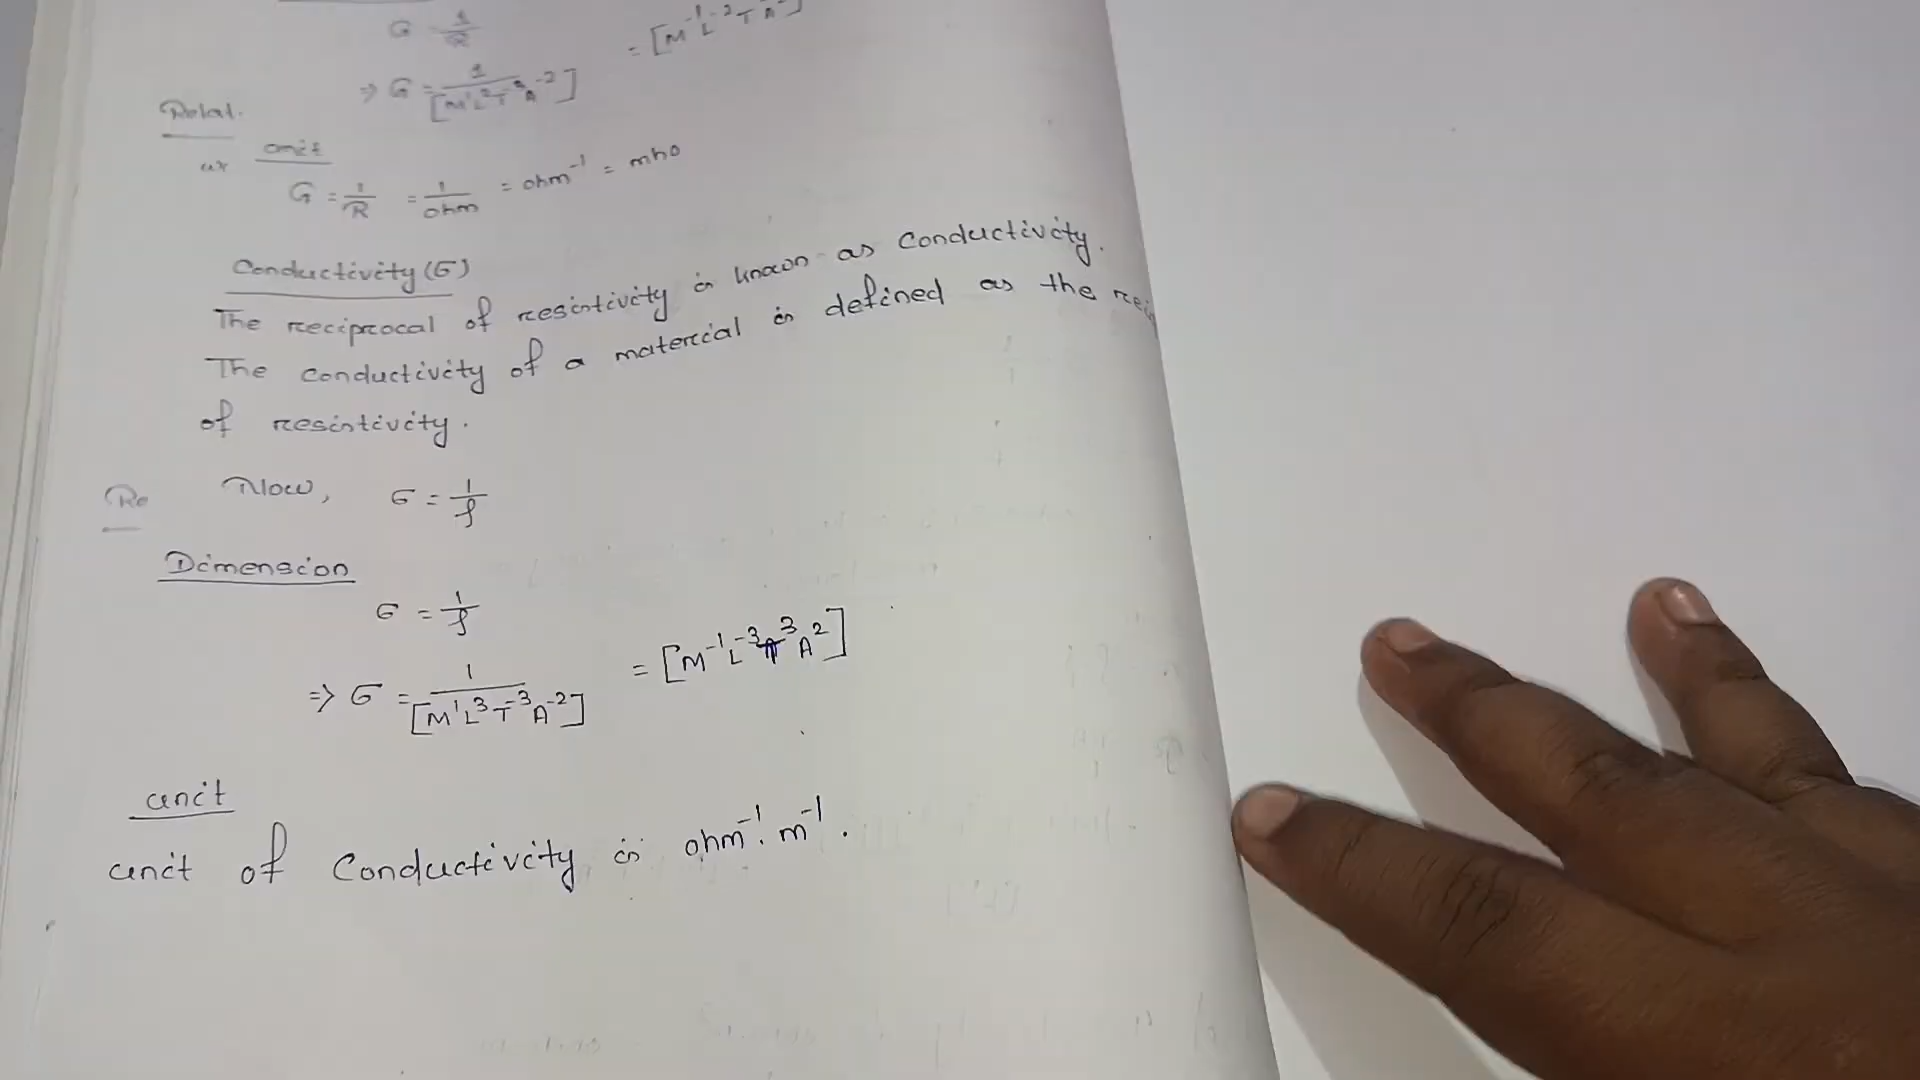 G = 1/R
⇒ G = 1/[M¹L²T⁻³A⁻²] = [M⁻¹L⁻²T
Relat.
unit
G = 1/R = 1/ohm = ohm⁻¹ = mho
Conductivity (σ)
The reciprocal of resistivity is known as Conductivity.
The conductivity of a material is defined as the
of resistivity.
Re
Now, σ = 1/ρ
Dimension
σ = 1/ρ
⇒ σ = 1/[M¹L³T⁻³A⁻²] = [M⁻¹L⁻³T³A²]
unit
unit of Conductivity is ohm⁻¹. m⁻¹.